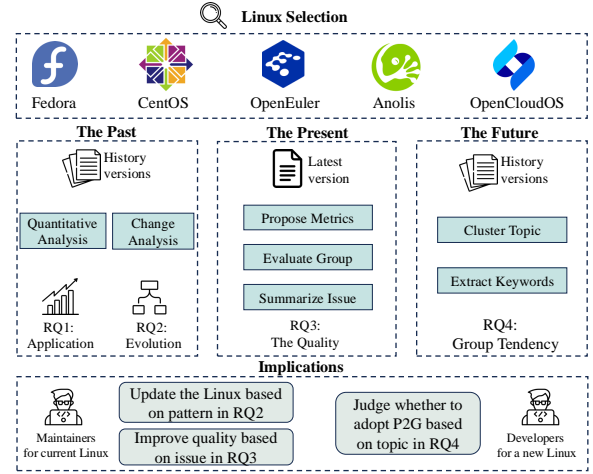 Linux Selection
Fedora
CentOS
OpenEuler
Anolis
OpenCloudOS
The Past
The Present
The Future
History
versions
Latest
version
History
versions
Quantitative
Analysis
Change
Analysis
Propose Metrics
Evaluate Group
Summarize Issue
Cluster Topic
Extract Keywords
RQ1:
Application
RQ2:
Evolution
RQ3:
The Quality
RQ4:
Group Tendency
Implications
Maintainers
for current Linux
Update the Linux based
on pattern in RQ2
Improve quality based
on issue in RQ3
Judge whether to
adopt P2G based
on topic in RQ4
Developers
for a new Linux